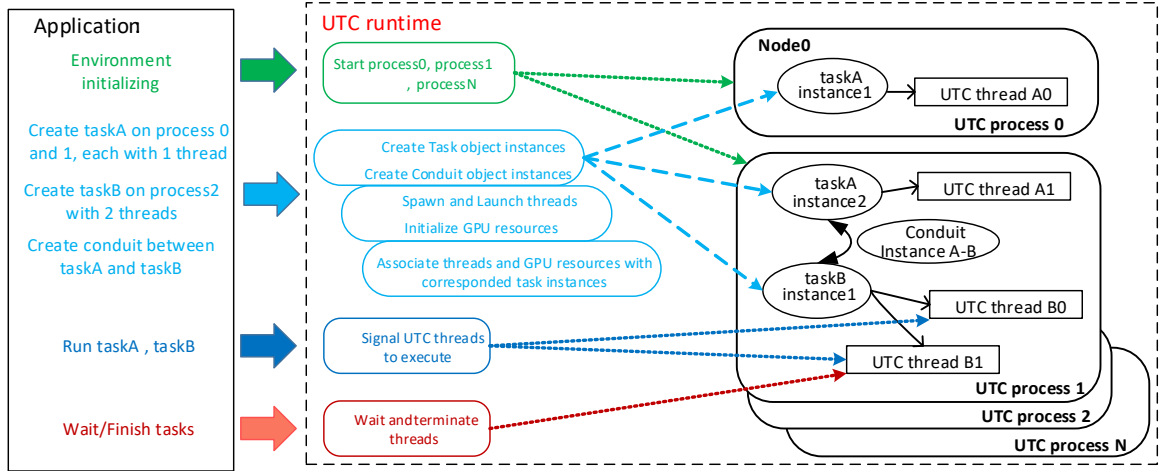 Application
Environment
initializing
Create taskA on process 0
and 1, each with 1 thread
Create taskB on process2
with 2 threads
Create conduit between
taskA and taskB
Run taskA , taskB
Wait/Finish tasks
UTC runtime
Start process0, process1
, processN
Create Task object instances
Create Conduit object instances
Spawn and Launch threads
Initialize GPU resources
Associate threads and GPU resources with
corresponded task instances
Signal UTC threads
to execute
Wait and terminate
threads
Node0
taskA
instance1
UTC thread A0
UTC process 0
taskA
instance2
UTC thread A1
Conduit
Instance A-B
taskB
instance1
UTC thread B0
UTC thread B1
UTC process 1
UTC process 2
UTC process N